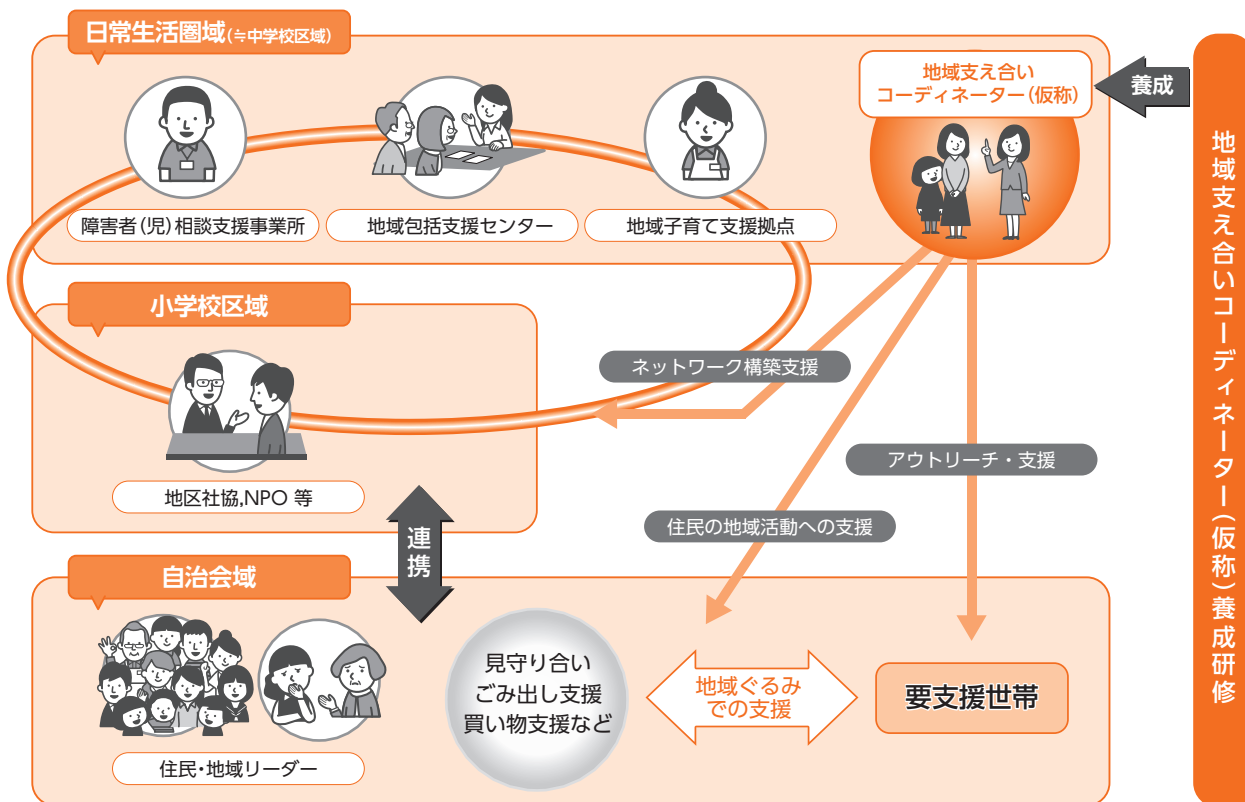 日常生活圏域(≒中学校区域)
地域支え合い
コーディネーター(仮称)
養成
障害者(児)相談支援事業所
地域包括支援センター
地域子育て支援拠点
小学校区域
ネットワーク構築支援
アウトリーチ・支援
地区社協,NPO 等
住民の地域活動への支援
連携
自治会域
見守り合い
ごみ出し支援
買い物支援など
地域ぐるみ
での支援
要支援世帯
住民・地域リーダー
地域支え合いコーディネーター(仮称)養成研修